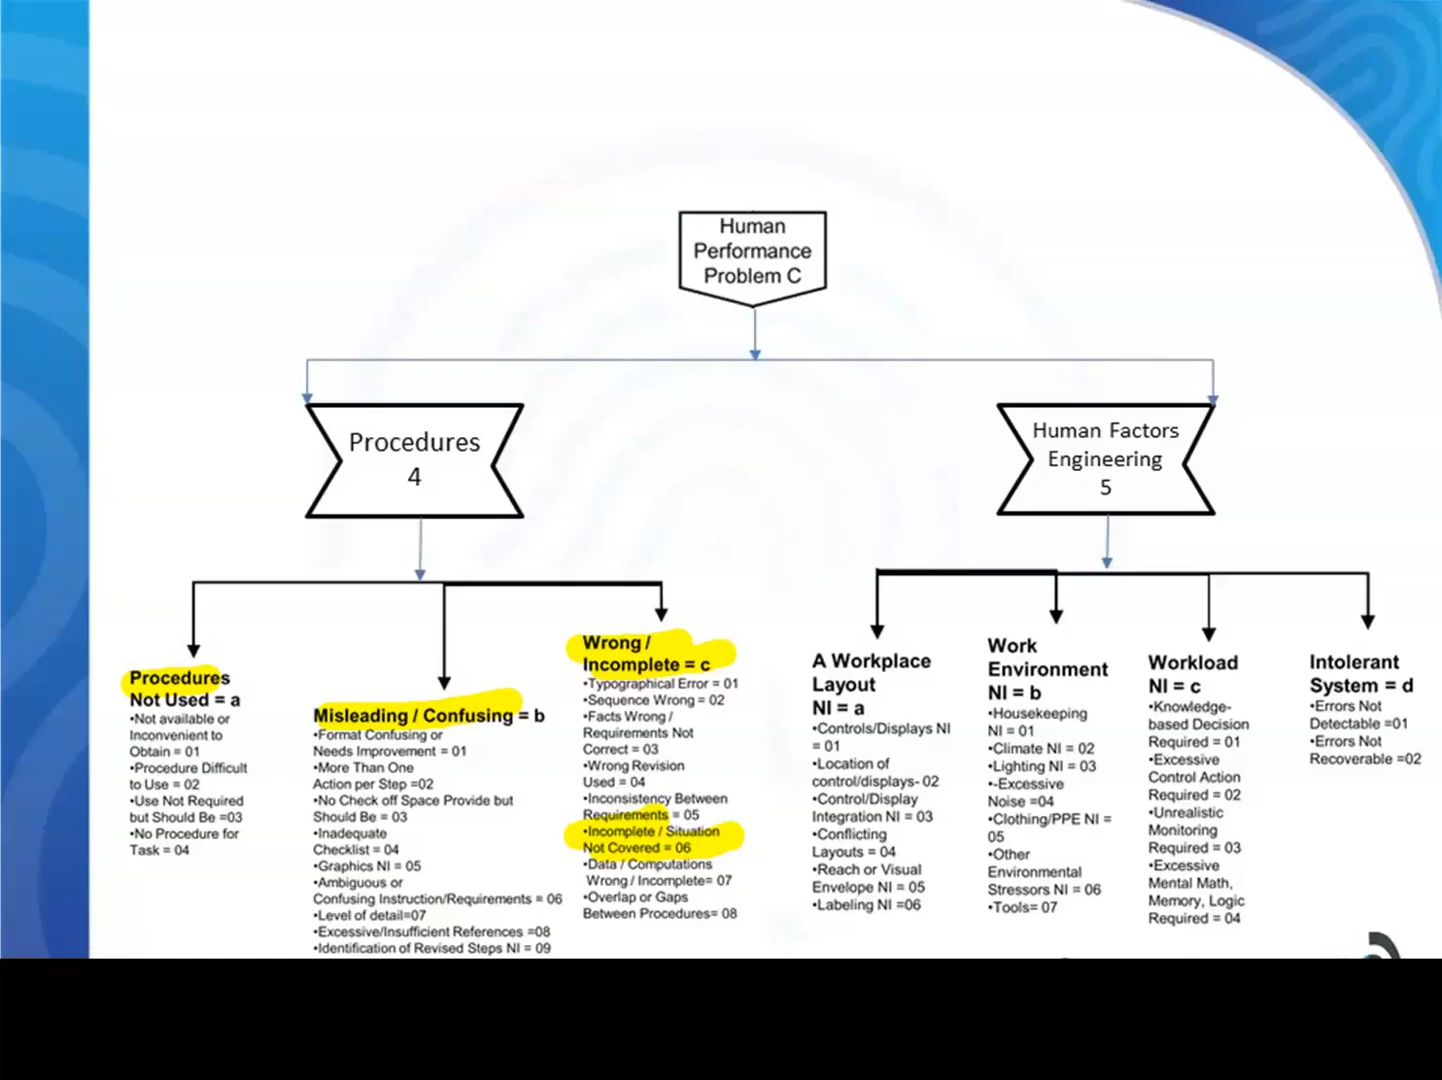 Human
Performance
Problem C
Procedures
4
Human Factors
Engineering
5
Procedures
Not Used = a
•Not available or
Inconvenient to
Obtain = 01
•Procedure Difficult
to Use = 02
•Use Not Required
but Should Be =03
•No Procedure for
Task = 04
Misleading / Confusing = b
•Format Confusing or
Needs Improvement = 01
•More Than One
Action per Step =02
•No Check off Space Provide but
Should Be = 03
•Inadequate
Checklist = 04
•Graphics NI = 05
•Ambiguous or
Confusing Instruction/Requirements = 06
•Level of detail=07
•Excessive/Insufficient References =08
•Identification of Revised Steps NI = 09
Wrong /
Incomplete = c
•Typographical Error = 01
•Sequence Wrong = 02
•Facts Wrong /
Requirements Not
Correct = 03
•Wrong Revision
Used = 04
•Inconsistency Between
Requirements = 05
•Incomplete / Situation
Not Covered = 06
•Data / Computations
Wrong / Incomplete= 07
•Overlap or Gaps
Between Procedures= 08
A Workplace
Layout
NI = a
•Controls/Displays NI
= 01
•Location of
control/displays- 02
•Control/Display
Integration NI = 03
•Conflicting
Layouts = 04
•Reach or Visual
Envelope NI = 05
•Labeling NI =06
Work
Environment
NI = b
•Housekeeping
NI = 01
•Climate NI = 02
•Lighting NI = 03
•-Excessive
Noise =04
•Clothing/PPE NI =
05
•Other
Environmental
Stressors NI = 06
•Tools= 07
Workload
NI = c
•Knowledge-
based Decision
Required = 01
•Excessive
Control Action
Required = 02
•Unrealistic
Monitoring
Required = 03
•Excessive
Mental Math,
Memory, Logic
Required = 04
Intolerant
System = d
•Errors Not
Detectable =01
•Errors Not
Recoverable =02